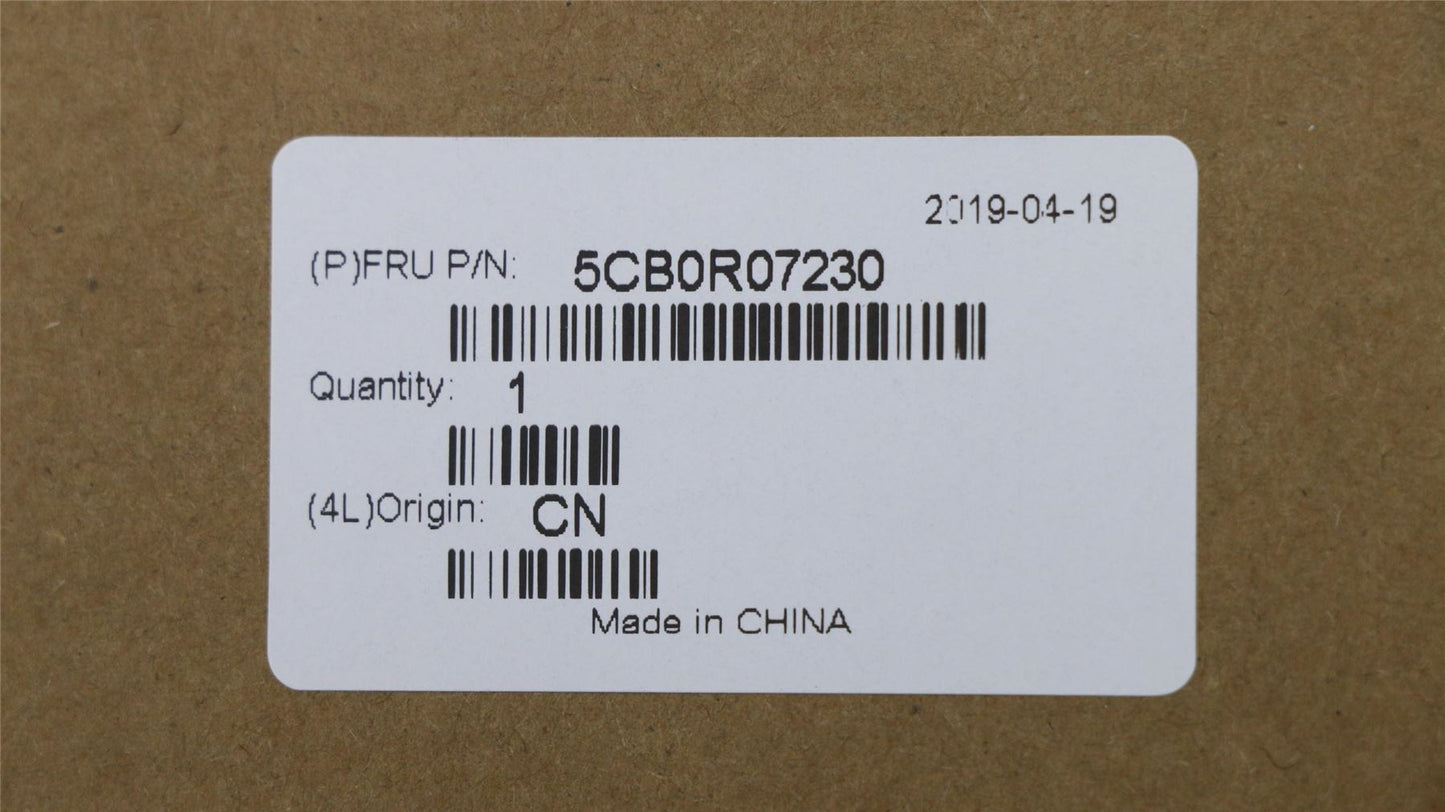 2019-04-19
(P)FRU P/N: 5CB0R07230
Quantity: 1
(4L)Origin: CN
Made in CHINA